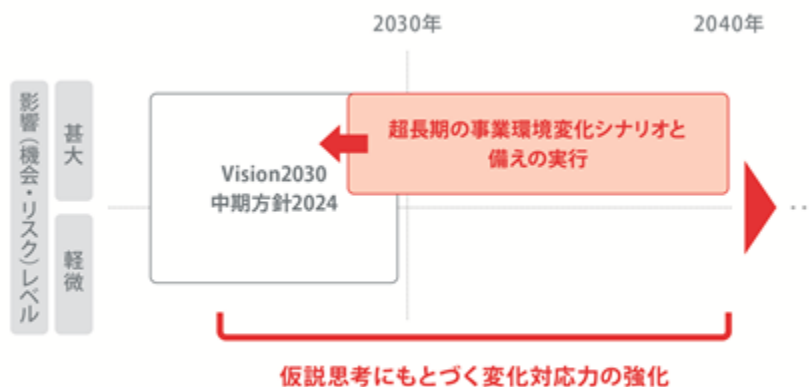 2030年
2040年
影響（機会・リスク）レベル
甚大
軽微
Vision2030
中期方針2024
超長期の事業環境変化シナリオと
備えの実行
仮説思考にもとづく変化対応力の強化